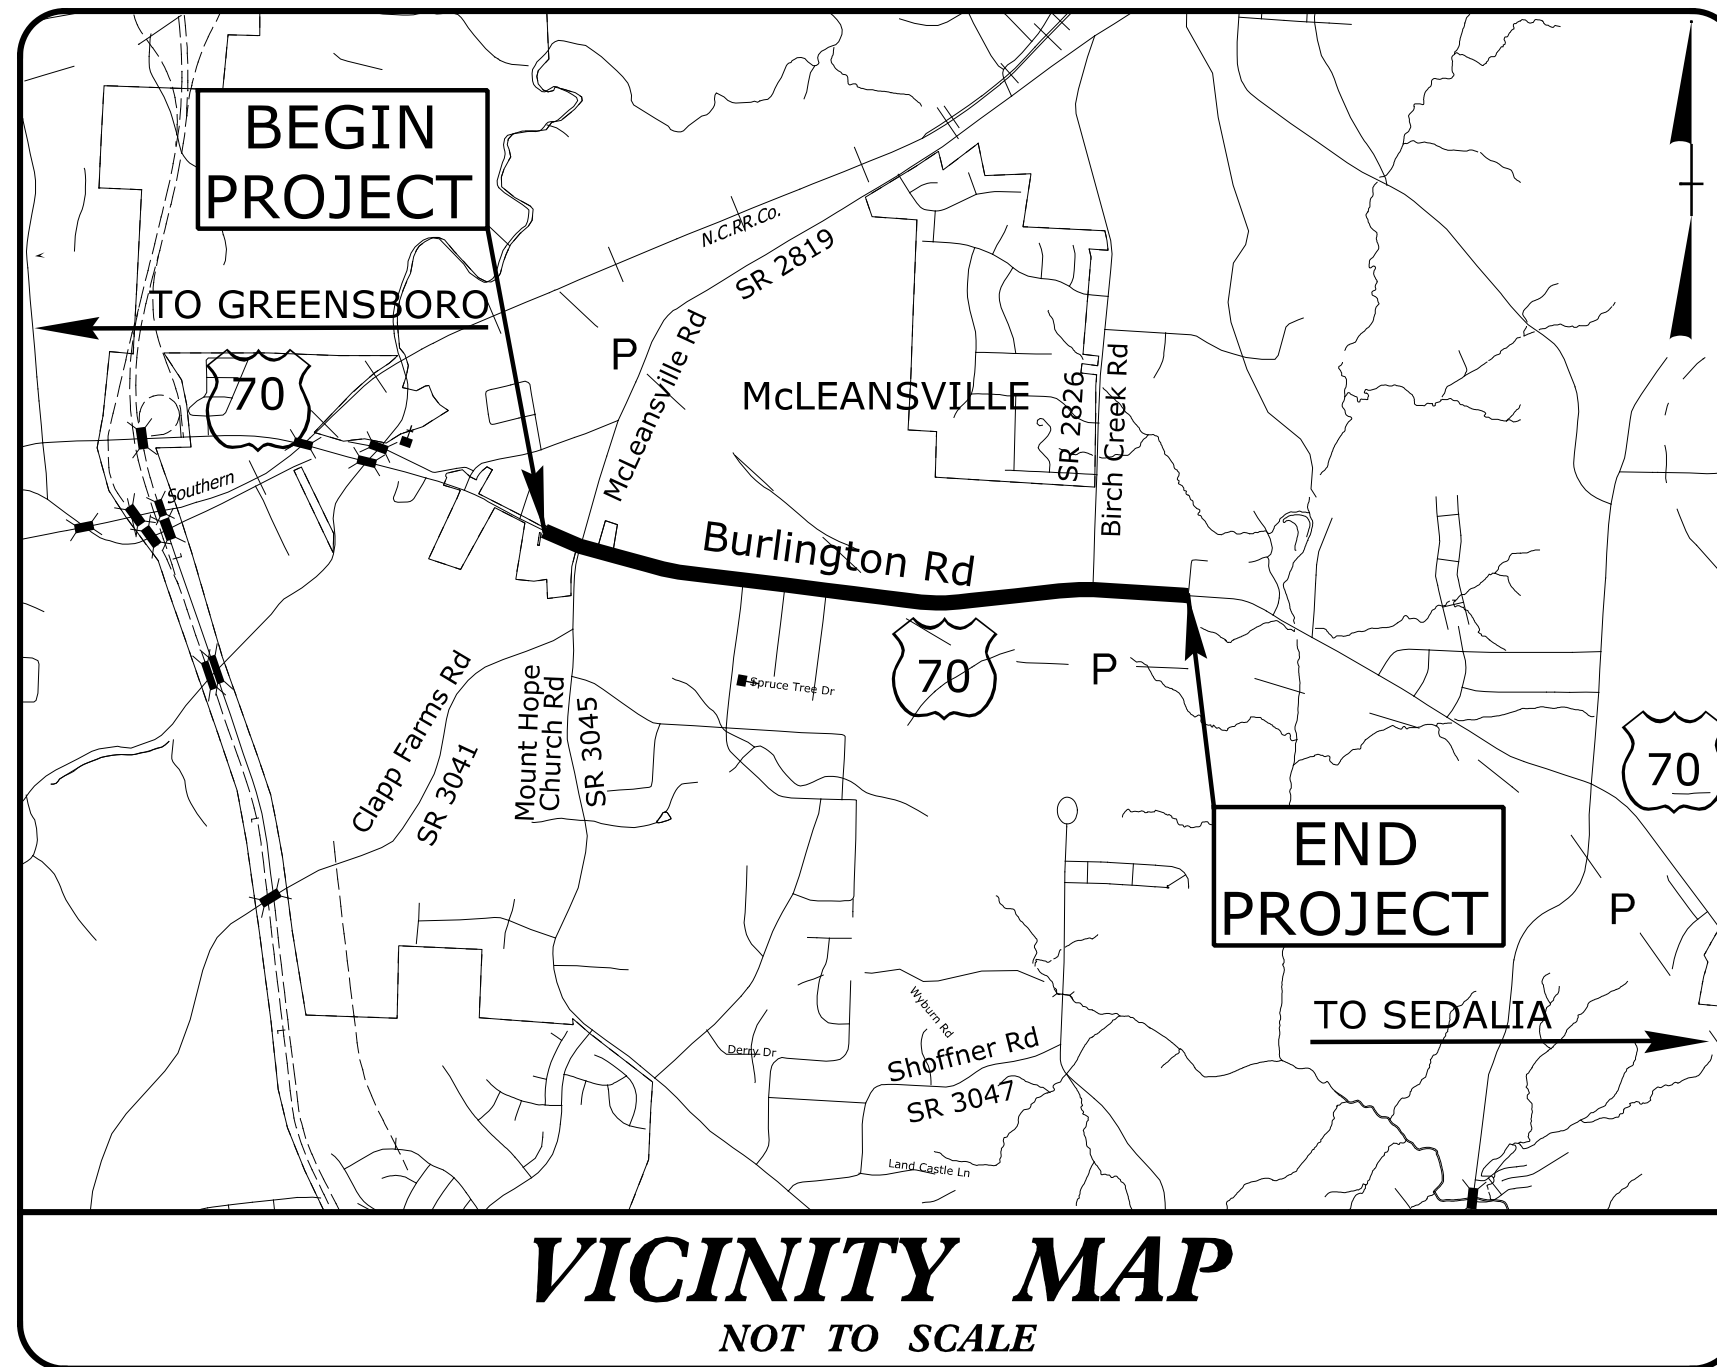 BEGIN
PROJECT
N.C.RR.Co.
SR 2819
TO GREENSBORO
70
P
McLeansville Rd
McLEANSVILLE
SR 2826
Birch Creek Rd
Southern
Burlington Rd
70
P
Spruce Tree Dr
Clapp Farms Rd
SR 3041
Mount Hope
Church Rd
SR 3045
70
END
PROJECT
P
TO SEDALIA
Wyburn Rd
Derry Dr
Shoffner Rd
SR 3047
Land Castle Ln
VICINITY MAP
NOT TO SCALE